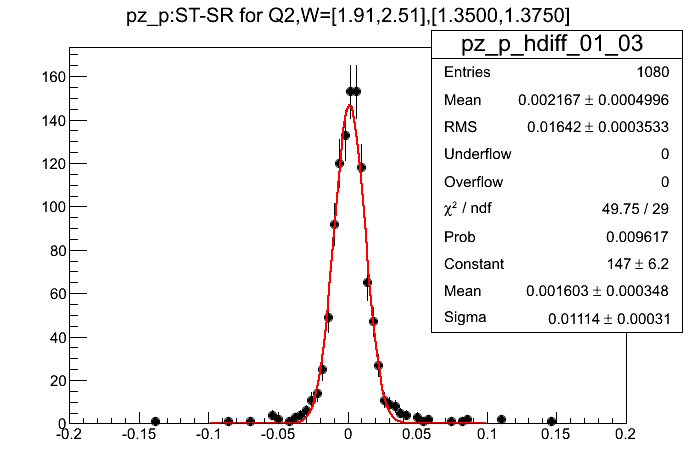 pz_p:ST-SR for Q2,W=[1.91,2.51],[1.3500,1.3750]
pz_p_hdiff_01_03
Entries 1080
Mean 0.002167 ± 0.0004996
RMS 0.01642 ± 0.0003533
Underflow 0
Overflow 0
χ² / ndf 49.75 / 29
Prob 0.009617
Constant 147 ± 6.2
Mean 0.001603 ± 0.000348
Sigma 0.01114 ± 0.00031
160
140
120
100
80
60
40
20
0
-0.2 -0.15 -0.1 -0.05 0 0.05 0.1 0.15 0.2